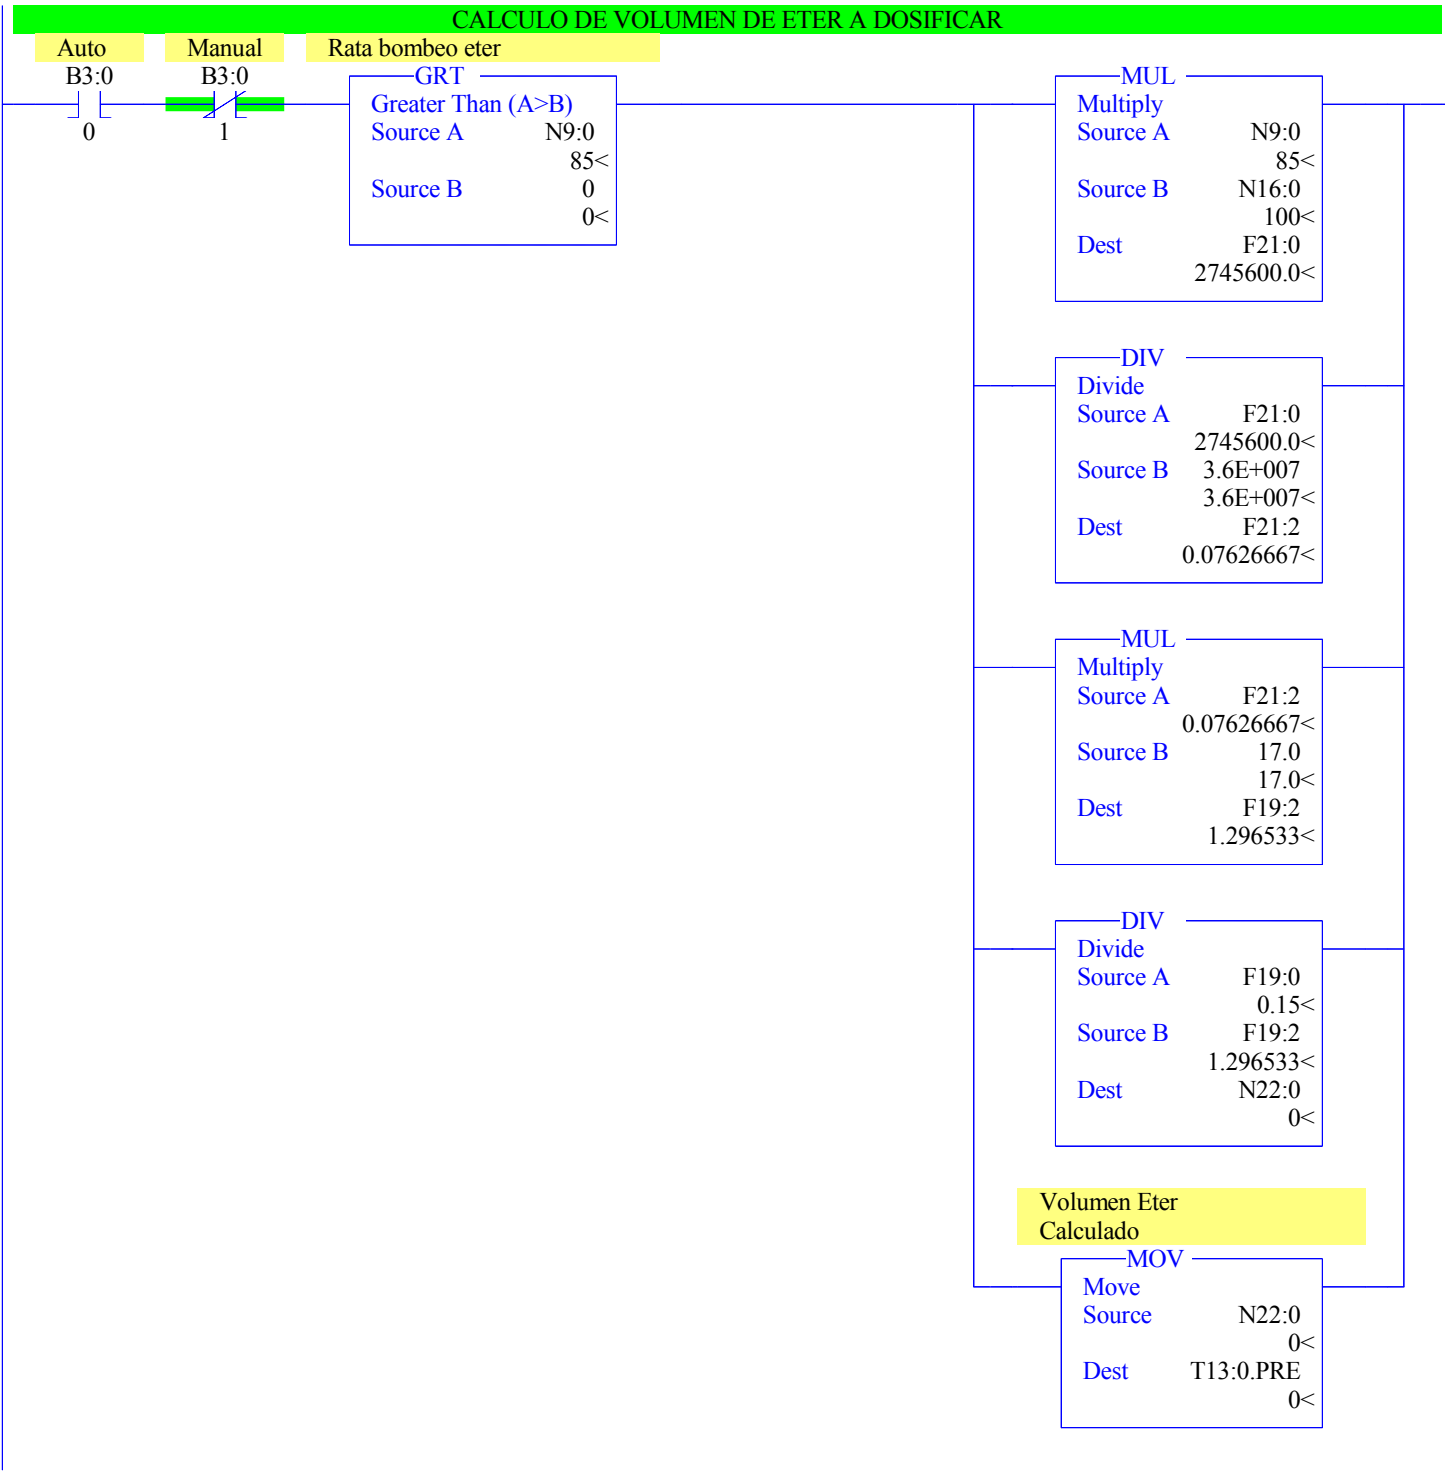 CALCULO DE VOLUMEN DE ETER A DOSIFICAR
Auto
Manual
Rata bombeo eter
B3:0
B3:0
0
1
GRT
Greater Than (A>B)
Source A N9:0
85<
Source B 0
0<
MUL
Multiply
Source A N9:0
85<
Source B N16:0
100<
Dest F21:0
2745600.0<
DIV
Divide
Source A F21:0
2745600.0<
Source B 3.6E+007
3.6E+007<
Dest F21:2
0.07626667<
MUL
Multiply
Source A F21:2
0.07626667<
Source B 17.0
17.0<
Dest F19:2
1.296533<
DIV
Divide
Source A F19:0
0.15<
Source B F19:2
1.296533<
Dest N22:0
0<
Volumen Eter
Calculado
MOV
Move
Source N22:0
0<
Dest T13:0.PRE
0<